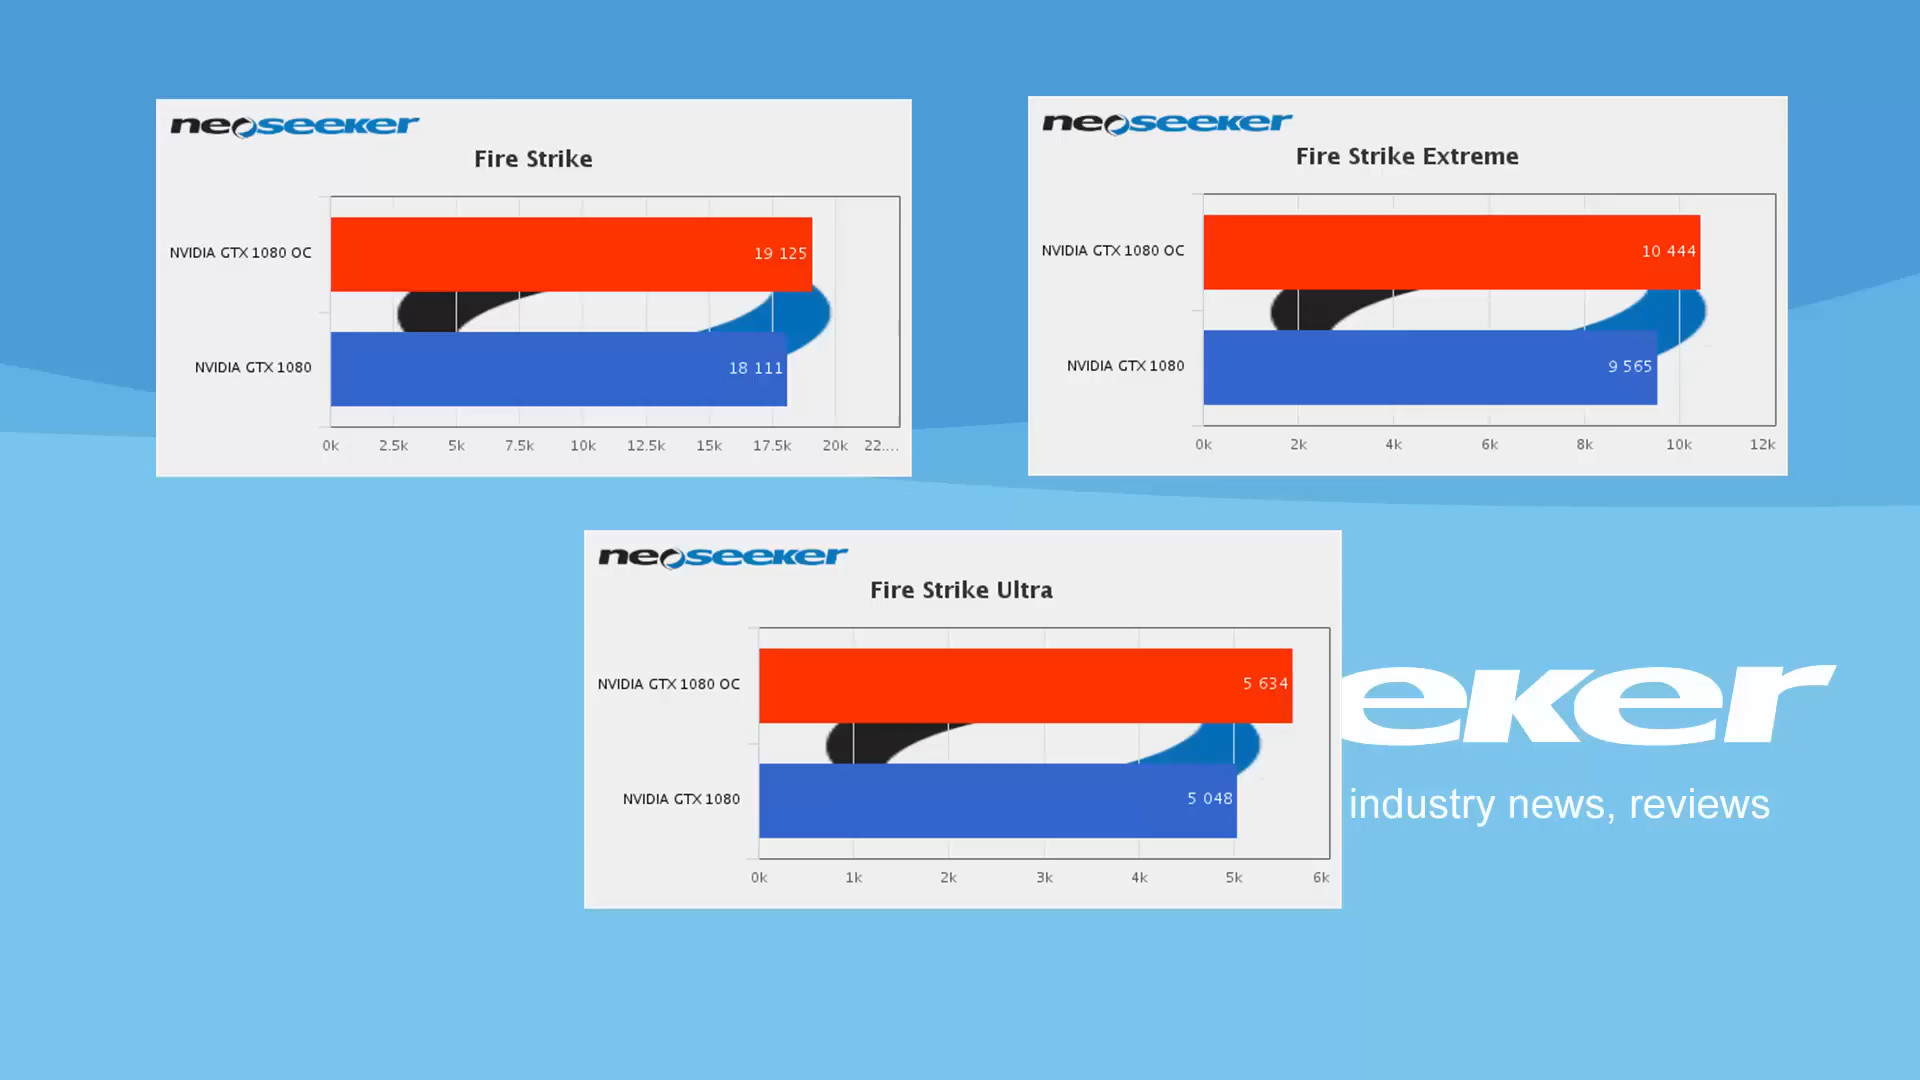 neoseeker
Fire Strike
NVIDIA GTX 1080 OC
19 125
NVIDIA GTX 1080
18 111
0k 2.5k 5k 7.5k 10k 12.5k 15k 17.5k 20k 22....
neoseeker
Fire Strike Extreme
NVIDIA GTX 1080 OC
10 444
NVIDIA GTX 1080
9 565
0k 2k 4k 6k 8k 10k 12k
neoseeker
Fire Strike Ultra
NVIDIA GTX 1080 OC
5 634
NVIDIA GTX 1080
5 048
0k 1k 2k 3k 4k 5k 6k
eker
industry news, reviews